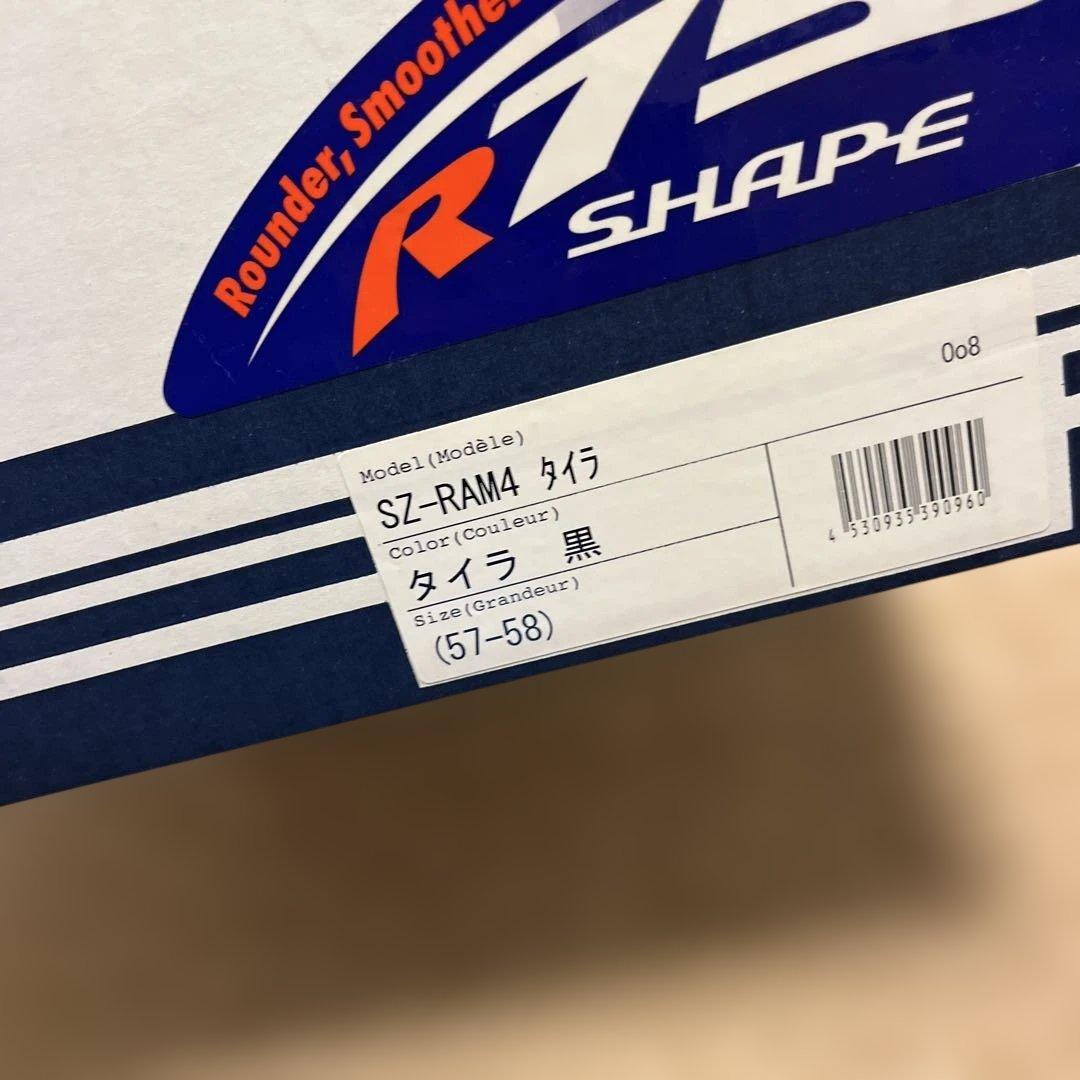 Rounder, Smoother
R75
SHAPE
0o8
Model(Modèle)
SZ-RAM4 タイラ
Color(Couleur)
タイラ 黒
Size(Grandeur)
(57-58)
4 530935 390960